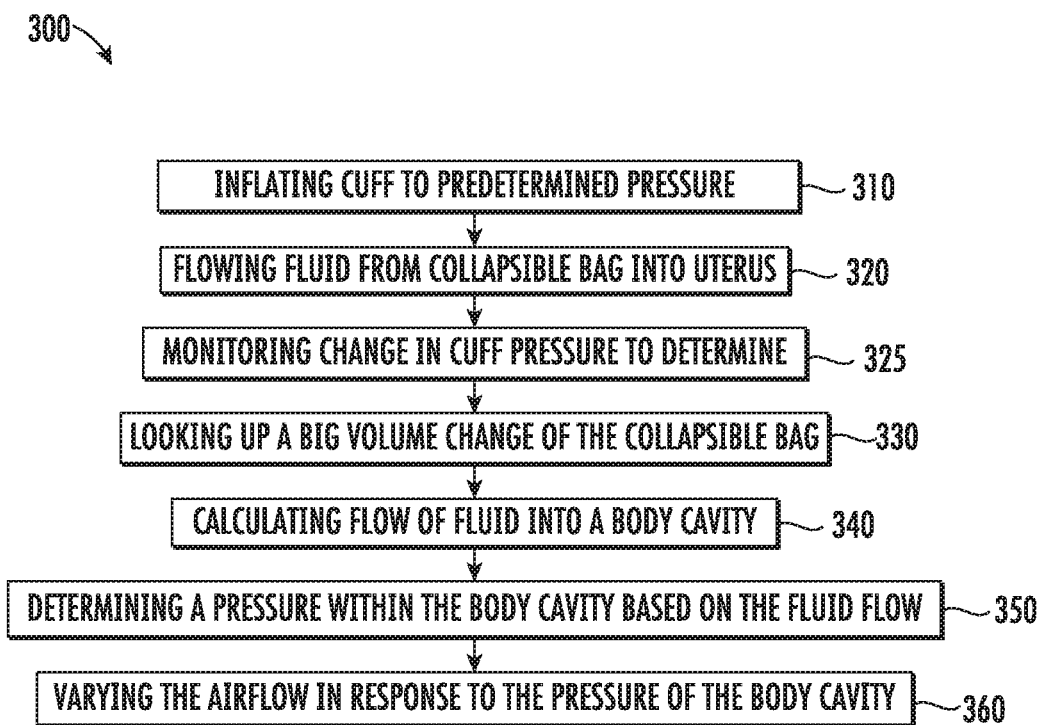 300
INFLATING CUFF TO PREDETERMINED PRESSURE 310
FLOWING FLUID FROM COLLAPSIBLE BAG INTO UTERUS 320
MONITORING CHANGE IN CUFF PRESSURE TO DETERMINE 325
LOOKING UP A BIG VOLUME CHANGE OF THE COLLAPSIBLE BAG 330
CALCULATING FLOW OF FLUID INTO A BODY CAVITY 340
DETERMINING A PRESSURE WITHIN THE BODY CAVITY BASED ON THE FLUID FLOW 350
VARYING THE AIRFLOW IN RESPONSE TO THE PRESSURE OF THE BODY CAVITY 360